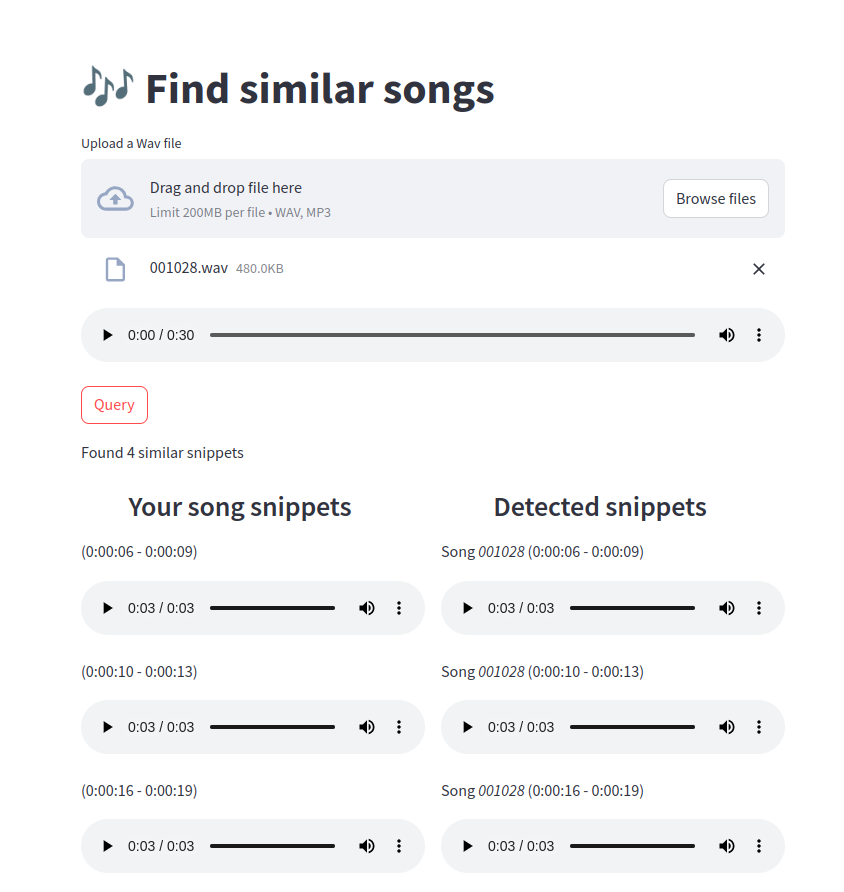 🎶 Find similar songs
Upload a Wav file
Drag and drop file here
Limit 200MB per file • WAV, MP3
Browse files
001028.wav 480.0KB
0:00 / 0:30
Query
Found 4 similar snippets
Your song snippets
Detected snippets
(0:00:06 - 0:00:09)
Song 001028 (0:00:06 - 0:00:09)
0:03 / 0:03
0:03 / 0:03
(0:00:10 - 0:00:13)
Song 001028 (0:00:10 - 0:00:13)
0:03 / 0:03
0:03 / 0:03
(0:00:16 - 0:00:19)
Song 001028 (0:00:16 - 0:00:19)
0:03 / 0:03
0:03 / 0:03